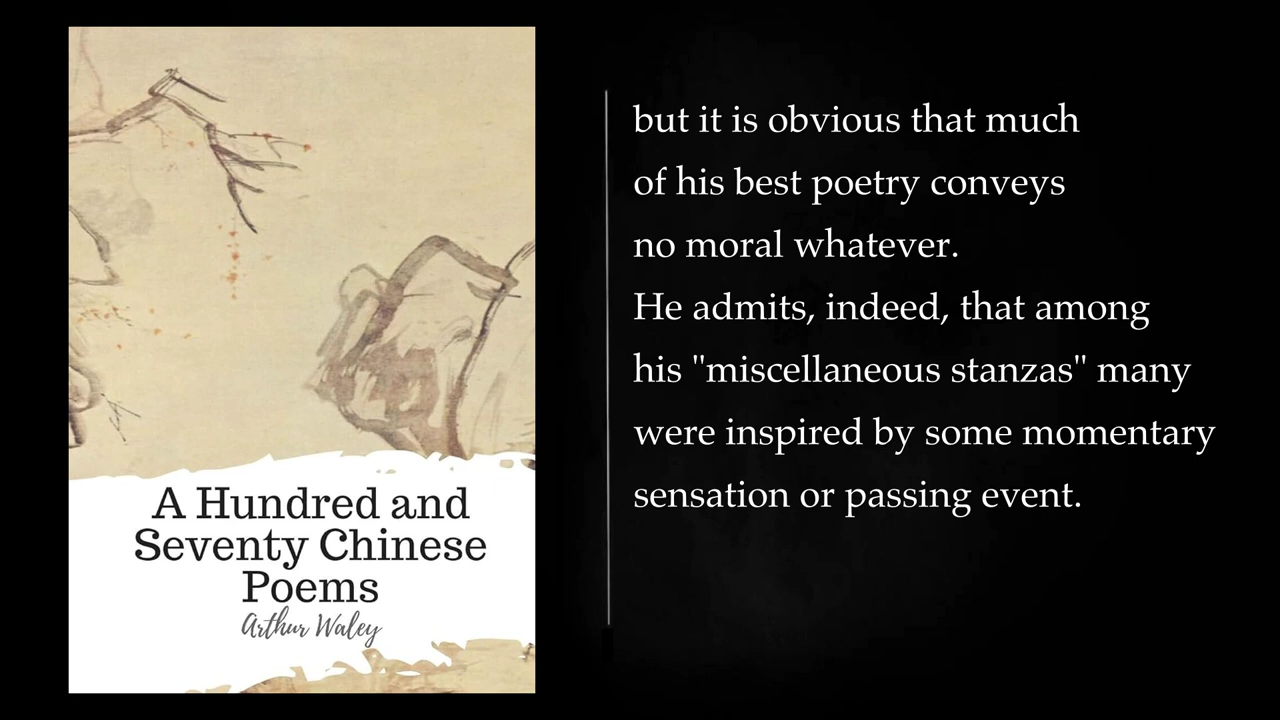 A Hundred and
Seventy Chinese
Poems
Arthur Waley
but it is obvious that much
of his best poetry conveys
no moral whatever.
He admits, indeed, that among
his "miscellaneous stanzas" many
were inspired by some momentary
sensation or passing event.